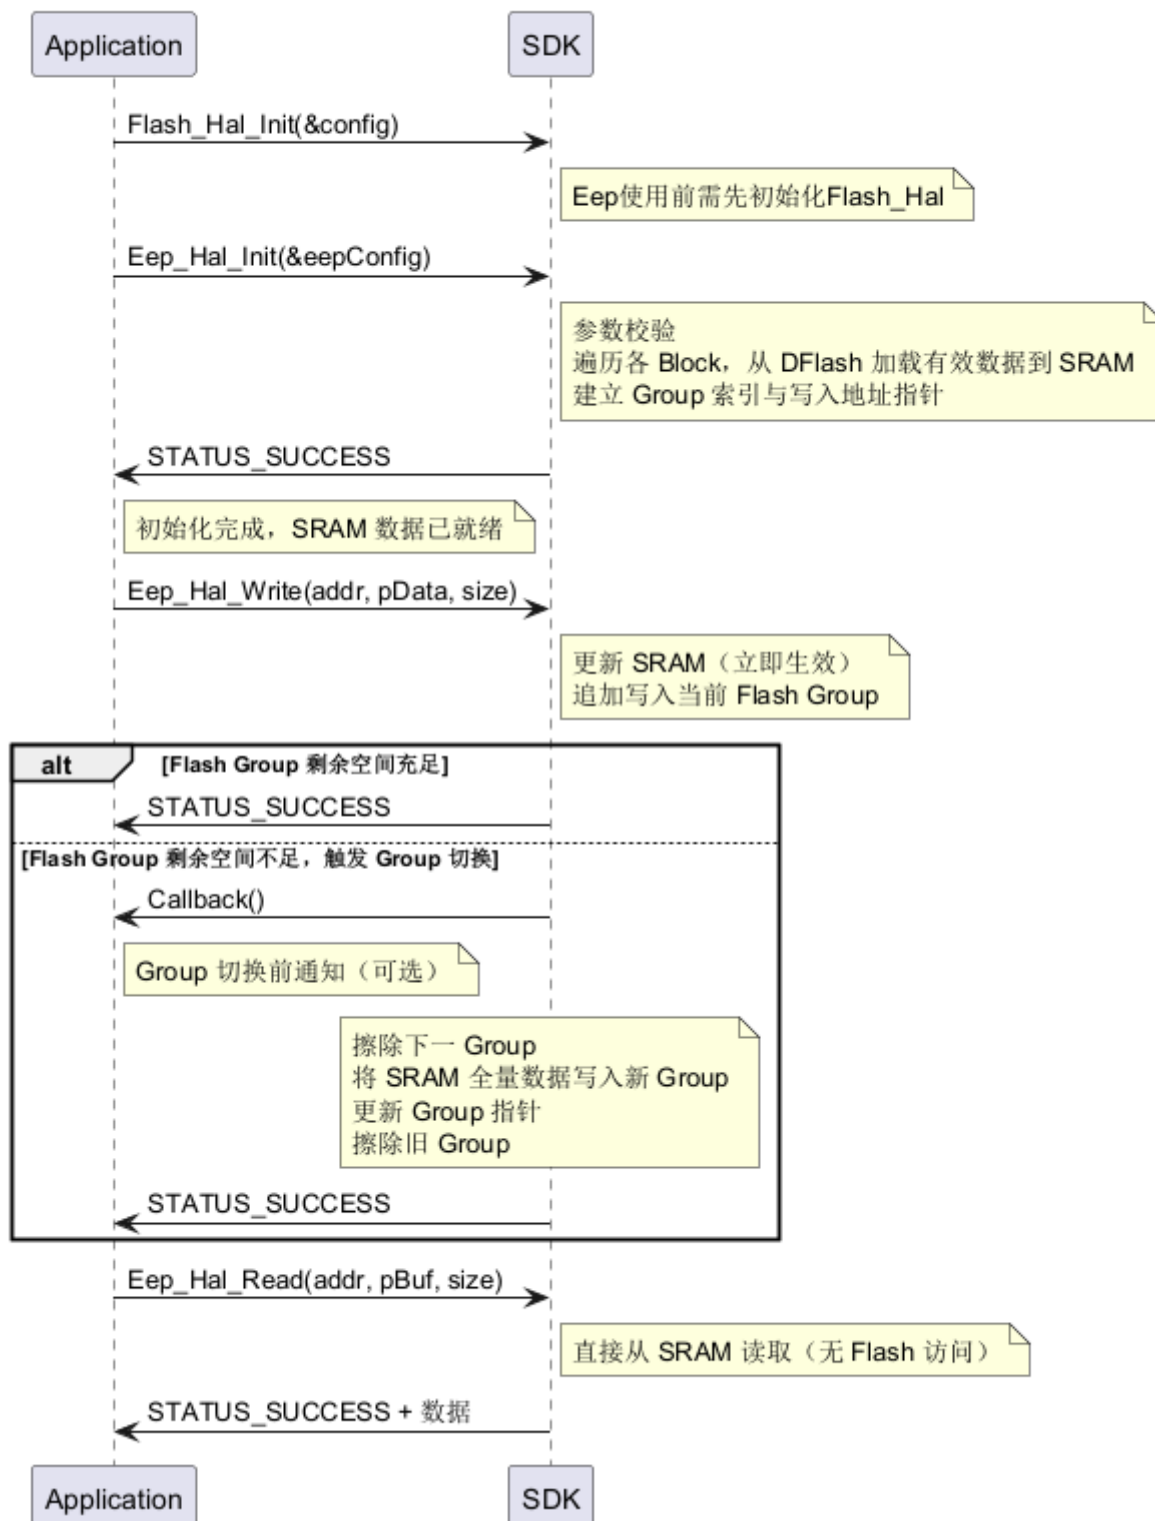 Application
SDK
Flash_Hal_Init(&config)
Eep使用前需先初始化Flash_Hal
Eep_Hal_Init(&eepConfig)
参数校验
遍历各 Block，从 DFlash 加载有效数据到 SRAM
建立 Group 索引与写入地址指针
STATUS_SUCCESS
初始化完成，SRAM 数据已就绪
Eep_Hal_Write(addr, pData, size)
更新 SRAM（立即生效）
追加写入当前 Flash Group
alt
[Flash Group 剩余空间充足]
STATUS_SUCCESS
[Flash Group 剩余空间不足，触发 Group 切换]
Callback()
Group 切换前通知（可选）
擦除下一 Group
将 SRAM 全量数据写入新 Group
更新 Group 指针
擦除旧 Group
STATUS_SUCCESS
Eep_Hal_Read(addr, pBuf, size)
直接从 SRAM 读取（无 Flash 访问）
STATUS_SUCCESS + 数据
Application
SDK